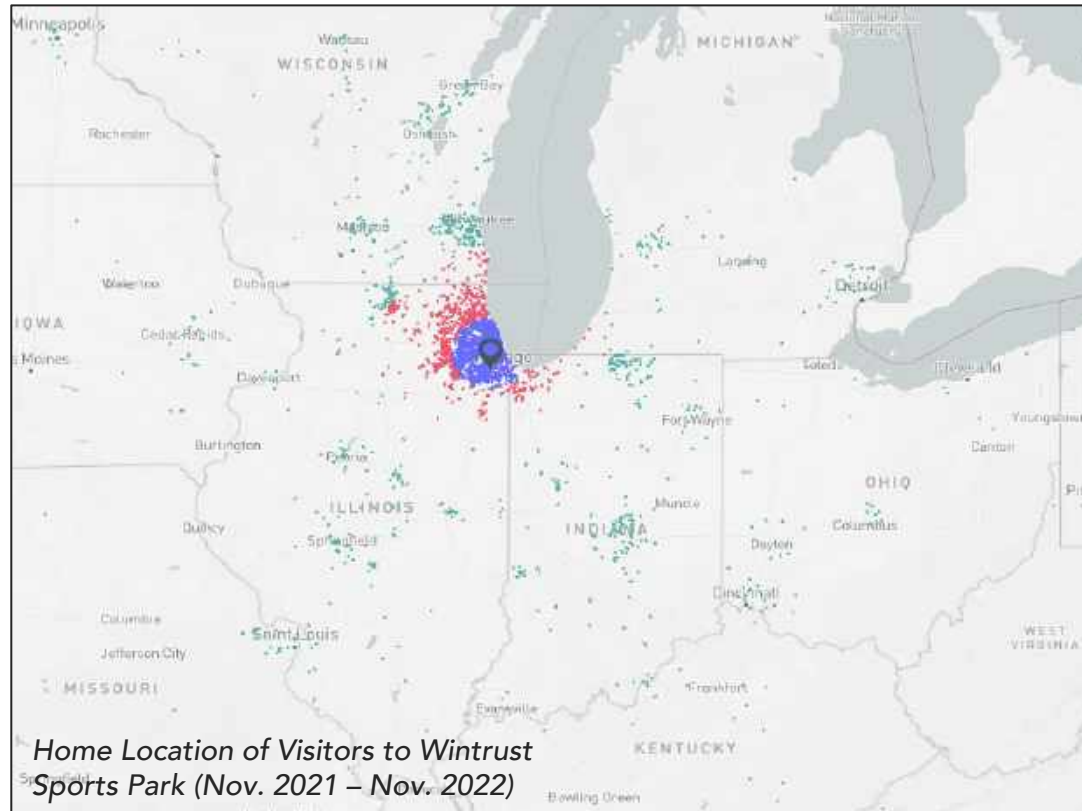 Minneapolis
MICHIGAN
Wausau
WISCONSIN
Green Bay
Rochester
Oshkosh
Milwaukee
Madison
Lansing
Waterloo
Dubuque
Detroit
IOWA
Cedar Rapids
Moines
Toledo
Cleveland
Davenport
Fort Wayne
Youngstown
Burtington
Canton
Peoria
OHIO
ILLINOIS
Muncie
Quincy
INDIANA
Columbus
Springfield
Dayton
Cincinnati
Columbia
Saint Louis
WEST
VIRGINIA
Jefferson City
MISSOURI
Frankfort
Evansville
KENTUCKY
Home Location of Visitors to Wintrust
Sports Park (Nov. 2021 – Nov. 2022)
Bowling Green